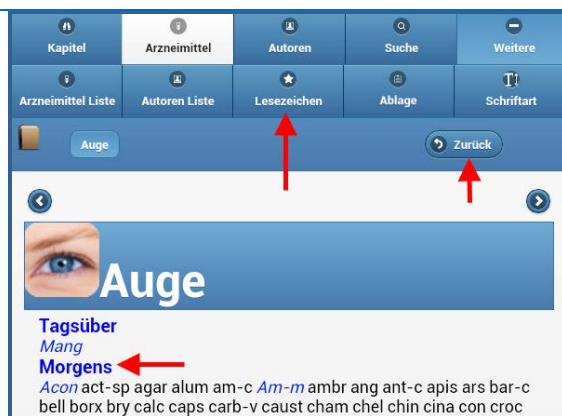 Kapitel Arzneimittel Autoren Suche Weitere
Arzneimittel Liste Autoren Liste Lesezeichen Ablage Schriftart
Auge Zurück
Auge
Tagsüber
Mang
Morgens
Acon act-sp agar alum am-c Am-m ambr ang ant-c apis ars bar-c
bell borx bry calc caps carb-v caust cham chel chin cina con croc